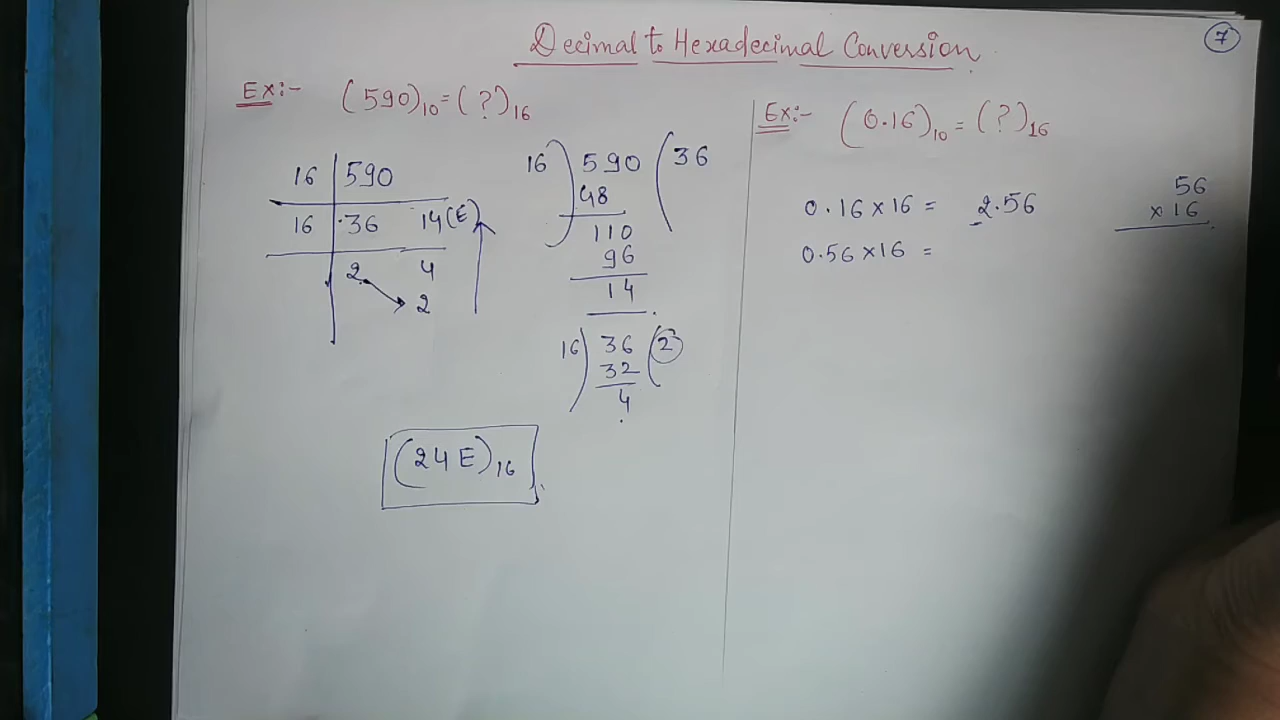 Decimal to Hexadecimal Conversion.
7
Ex:- (590)10 = (?)16
16 590
16 36 14(E)
2 4
2
16 ) 590 ( 36
48
110
96
14
16 ) 36 ( 2
32
4
(24E)16
Ex:- (0.16)10 = (?)16
0.16 × 16 = 2.56
0.56 × 16 =
56
× 16